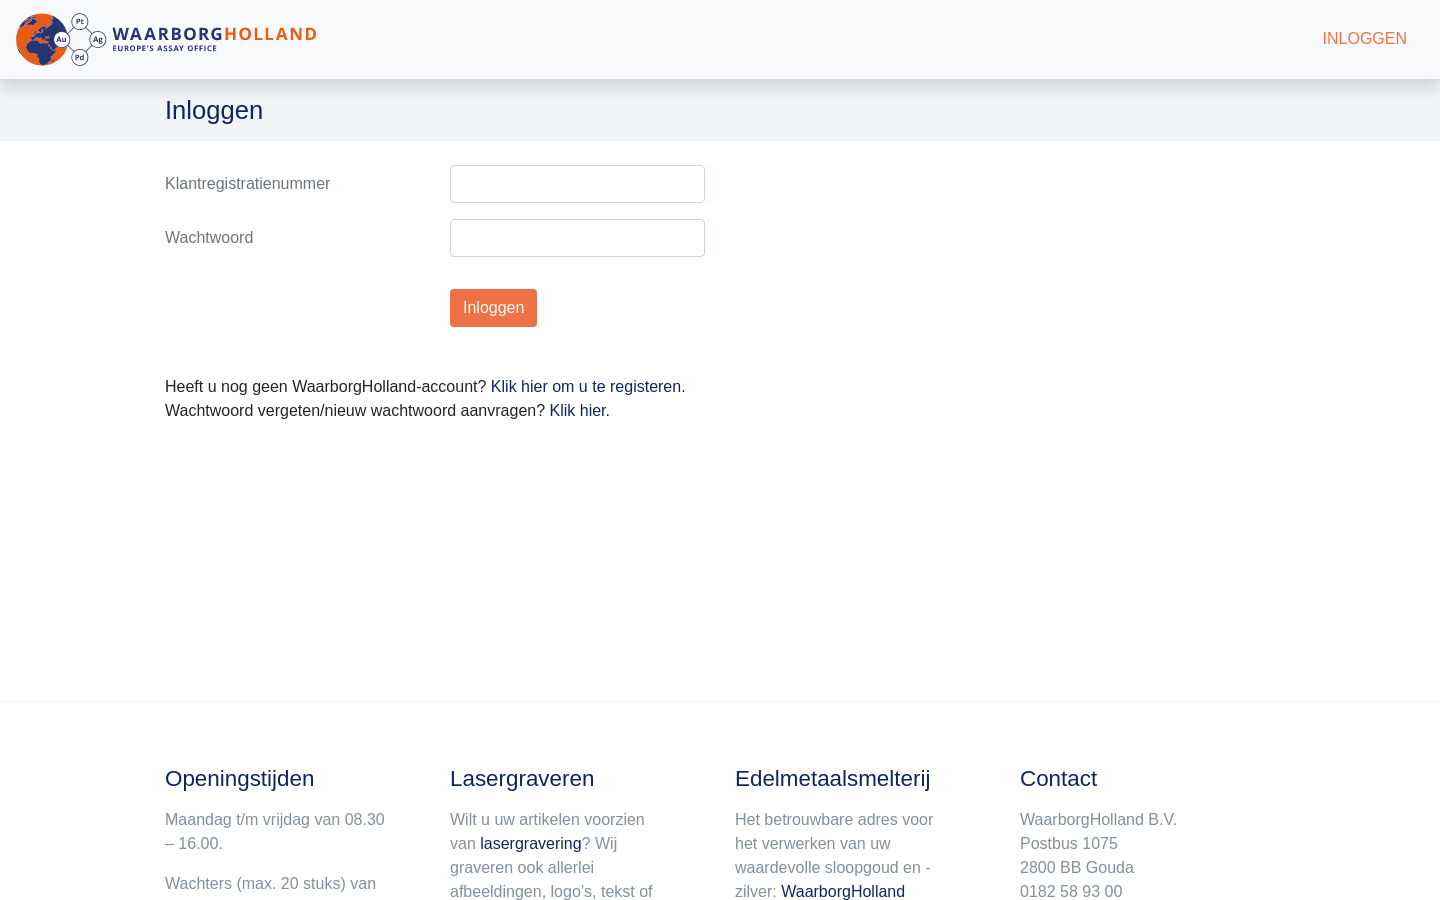 Pt
Au
Ag
Pd
WAARBORGHOLLAND
EUROPE'S ASSAY OFFICE
INLOGGEN
Inloggen
Klantregistratienummer
Wachtwoord
Inloggen
Heeft u nog geen WaarborgHolland-account? Klik hier om u te registeren.
Wachtwoord vergeten/nieuw wachtwoord aanvragen? Klik hier.
Openingstijden
Maandag t/m vrijdag van 08.30
– 16.00.
Wachters (max. 20 stuks) van
Lasergraveren
Wilt u uw artikelen voorzien
van lasergravering? Wij
graveren ook allerlei
afbeeldingen, logo’s, tekst of
Edelmetaalsmelterij
Het betrouwbare adres voor
het verwerken van uw
waardevolle sloopgoud en -
zilver: WaarborgHolland
Contact
WaarborgHolland B.V.
Postbus 1075
2800 BB Gouda
0182 58 93 00